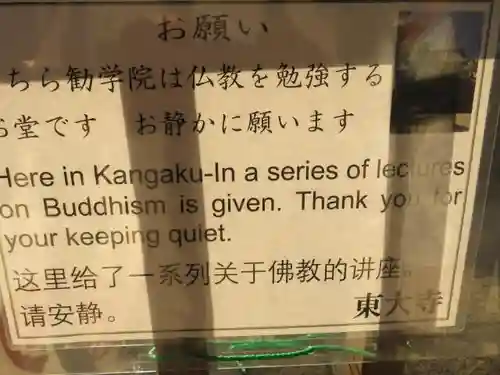 お願い
ちら勧学院は仏教を勉強する
お堂です お静かに願います
Here in Kangaku-In a series of lectures
on Buddhism is given. Thank you for
your keeping quiet.
这里给了一系列关于佛教的讲座。
请安静。
東大寺